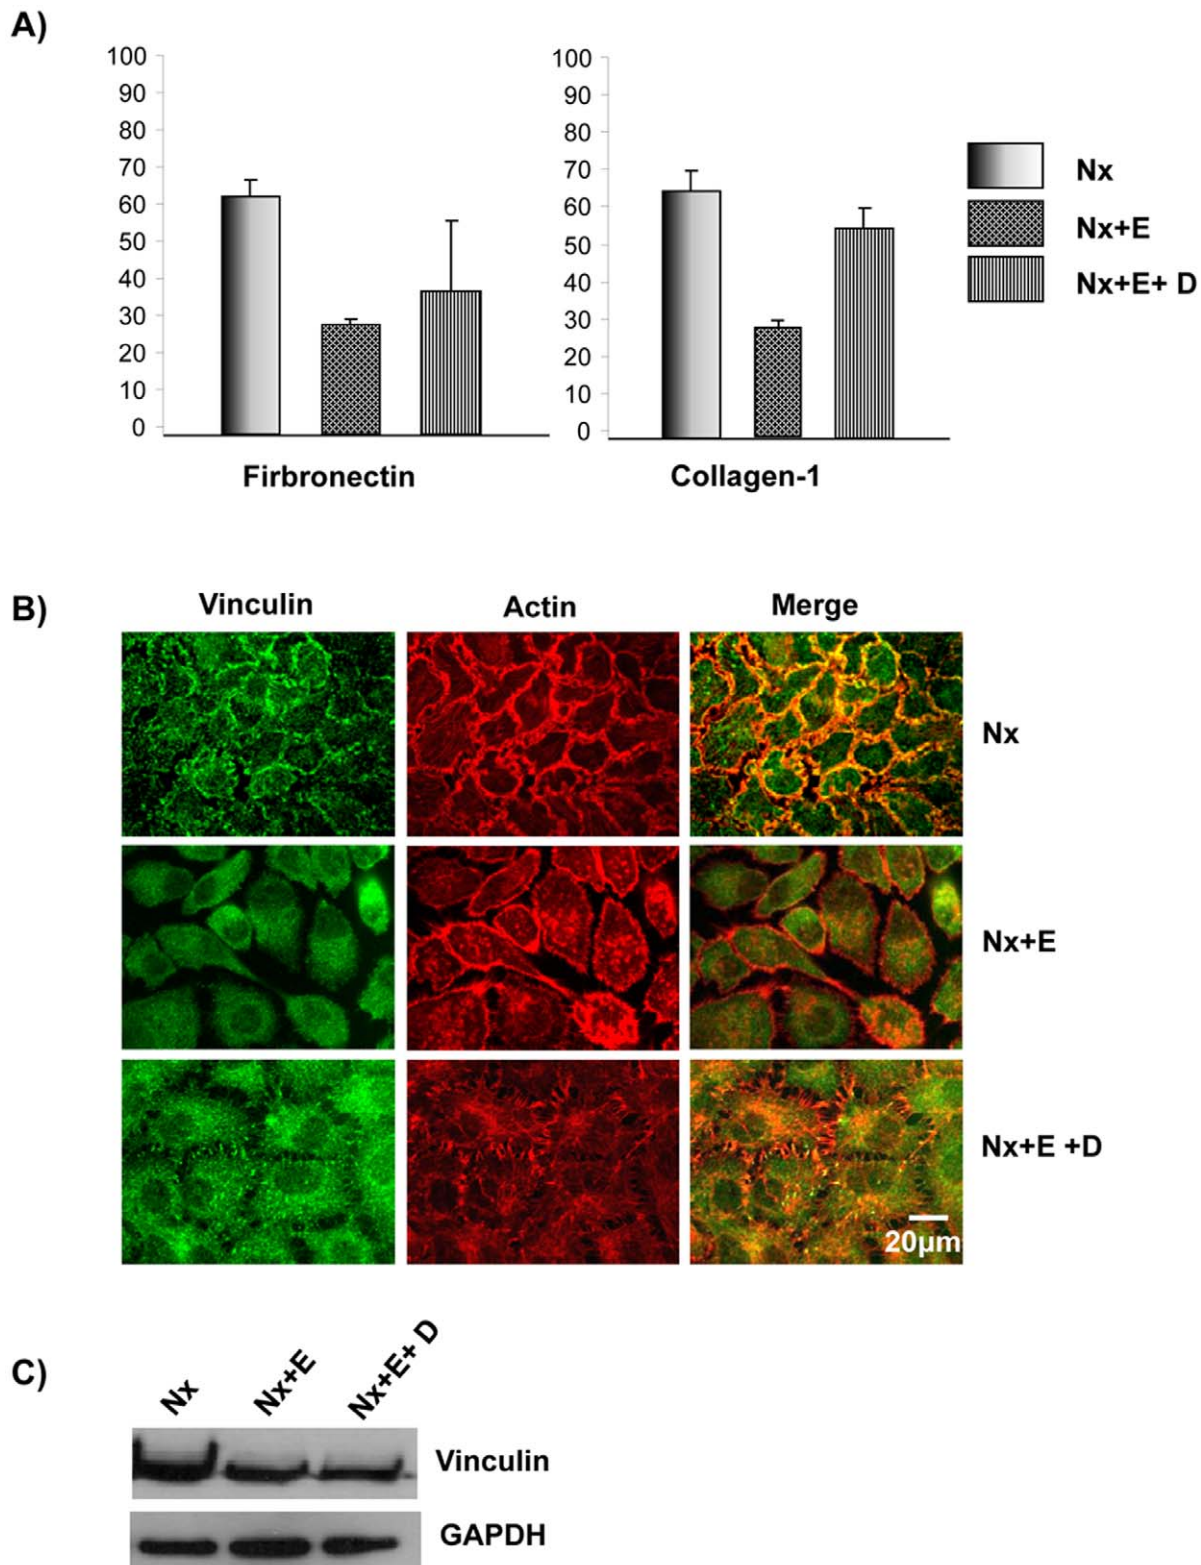 A)
100
90
80
70
60
50
40
30
20
10
0
Firbronectin
100
90
80
70
60
50
40
30
20
10
0
Collagen-1
Nx
Nx+E
Nx+E+ D
B)
Vinculin
Actin
Merge
Nx
Nx+E
Nx+E +D
20µm
C)
Nx
Nx+E
Nx+E+ D
Vinculin
GAPDH